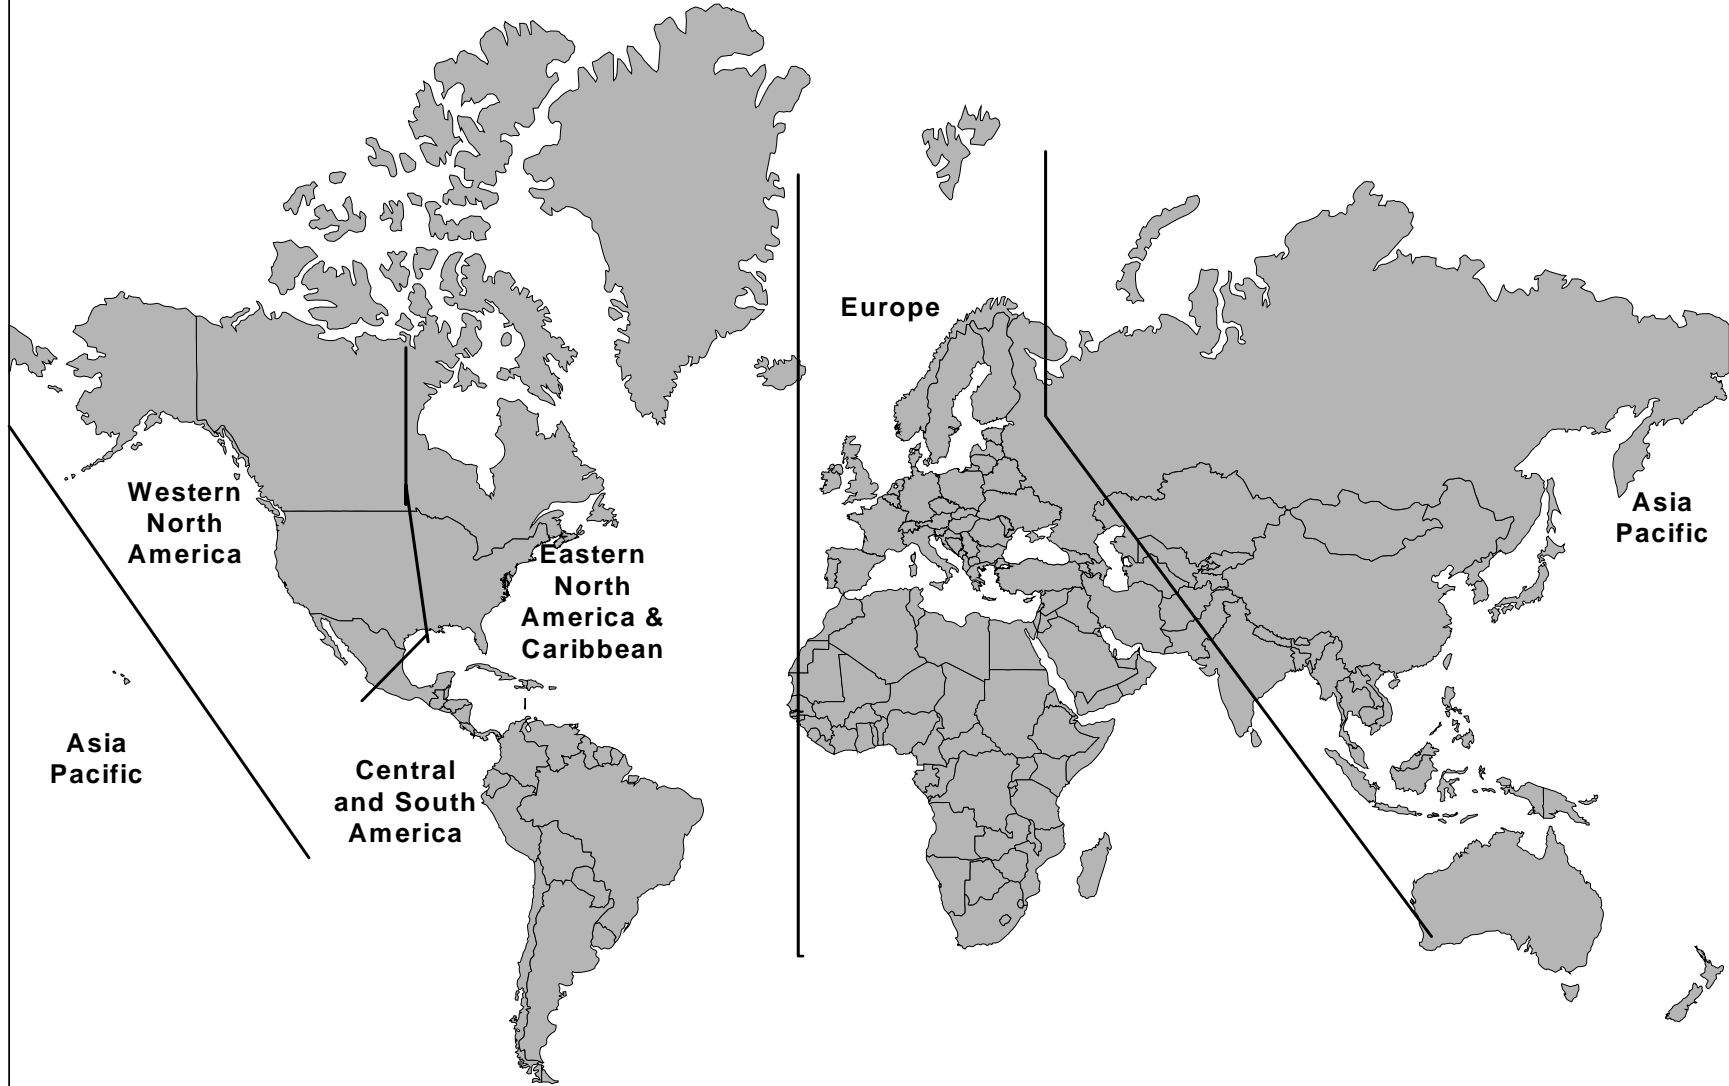 Europe
Western
North
America
Eastern
North
America &
Caribbean
Asia
Pacific
Asia
Pacific
Central
and South
America